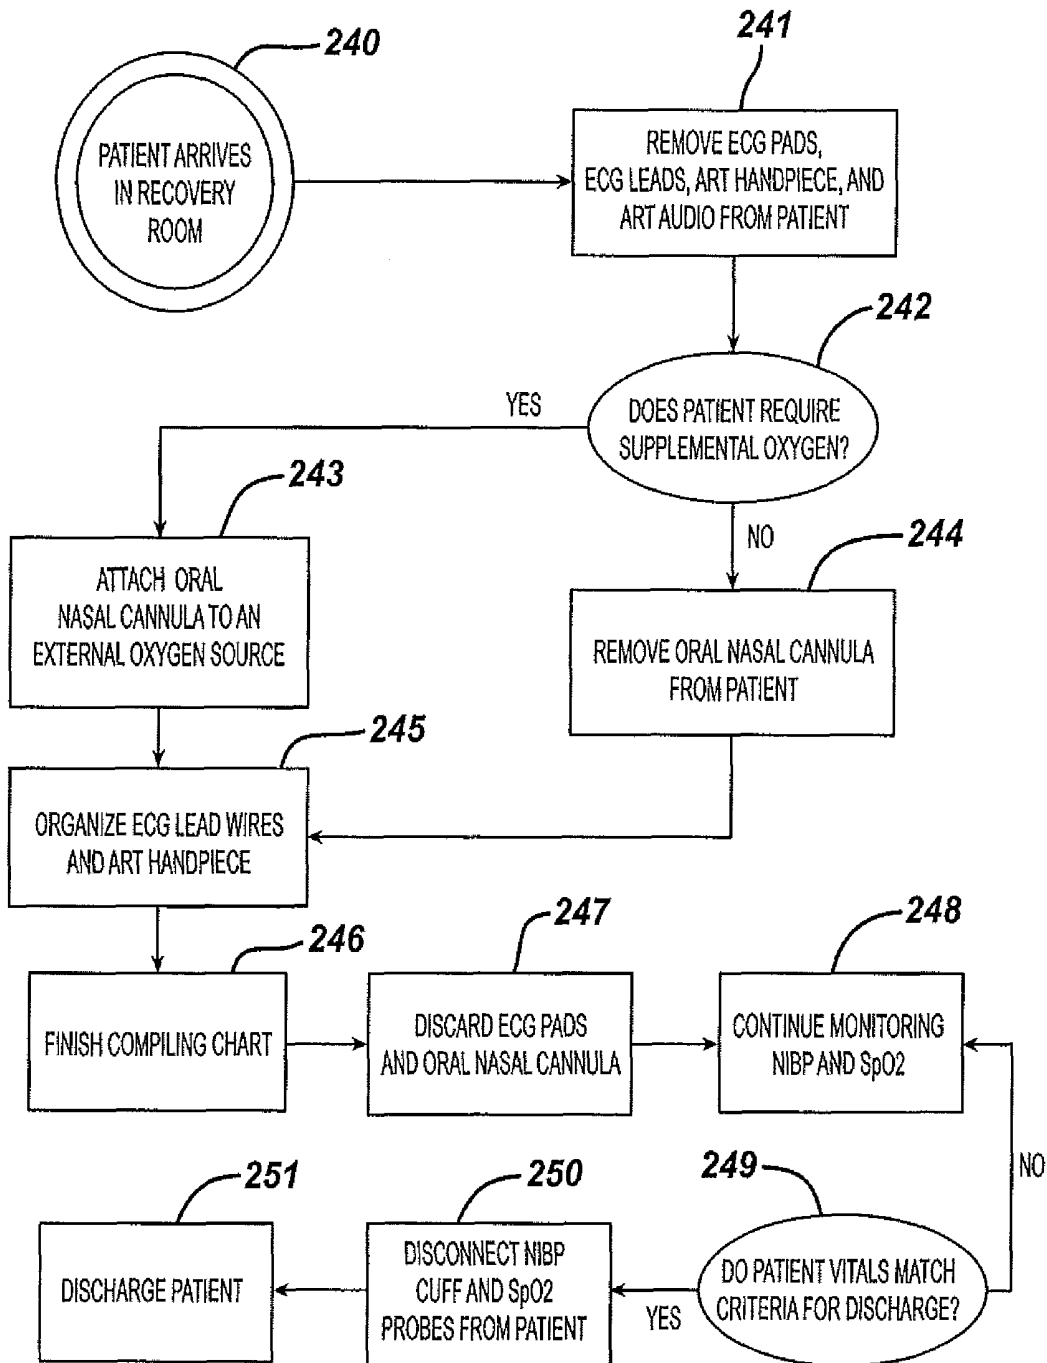 240
PATIENT ARRIVES
IN RECOVERY
ROOM
241
REMOVE ECG PADS,
ECG LEADS, ART HANDPIECE, AND
ART AUDIO FROM PATIENT
242
DOES PATIENT REQUIRE
SUPPLEMENTAL OXYGEN?
YES
NO
243
ATTACH ORAL
NASAL CANNULA TO AN
EXTERNAL OXYGEN SOURCE
244
REMOVE ORAL NASAL CANNULA
FROM PATIENT
245
ORGANIZE ECG LEAD WIRES
AND ART HANDPIECE
246
FINISH COMPILING CHART
247
DISCARD ECG PADS
AND ORAL NASAL CANNULA
248
CONTINUE MONITORING
NIBP AND SpO2
249
DO PATIENT VITALS MATCH
CRITERIA FOR DISCHARGE?
NO
YES
250
DISCONNECT NIBP
CUFF AND SpO2
PROBES FROM PATIENT
251
DISCHARGE PATIENT